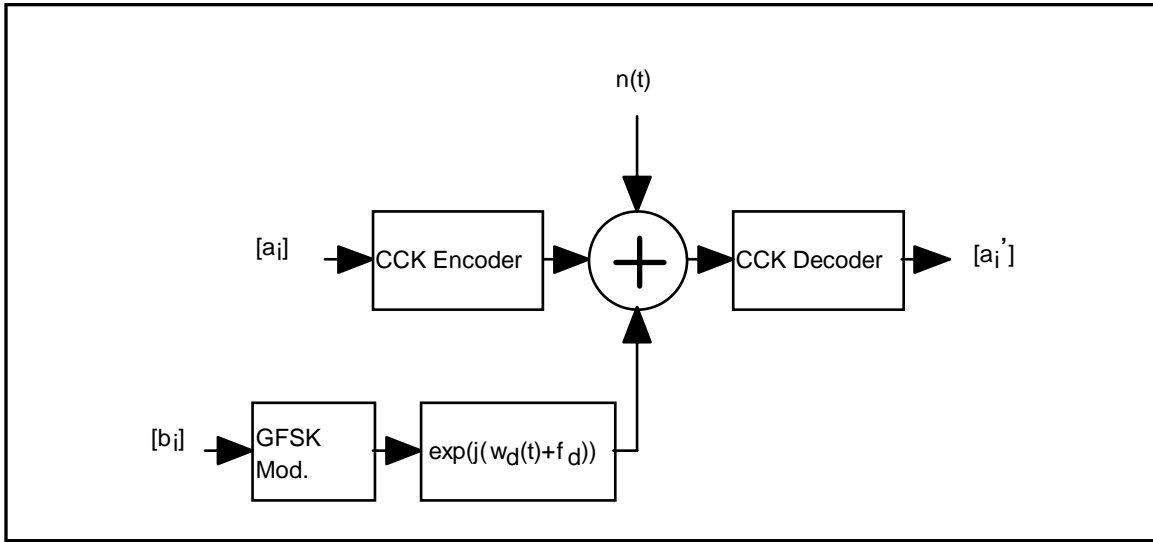 n(t)
[ai]
CCK Encoder
+
CCK Decoder
[ai’]
[bi]
GFSK
Mod.
exp(j(wd(t)+fd))